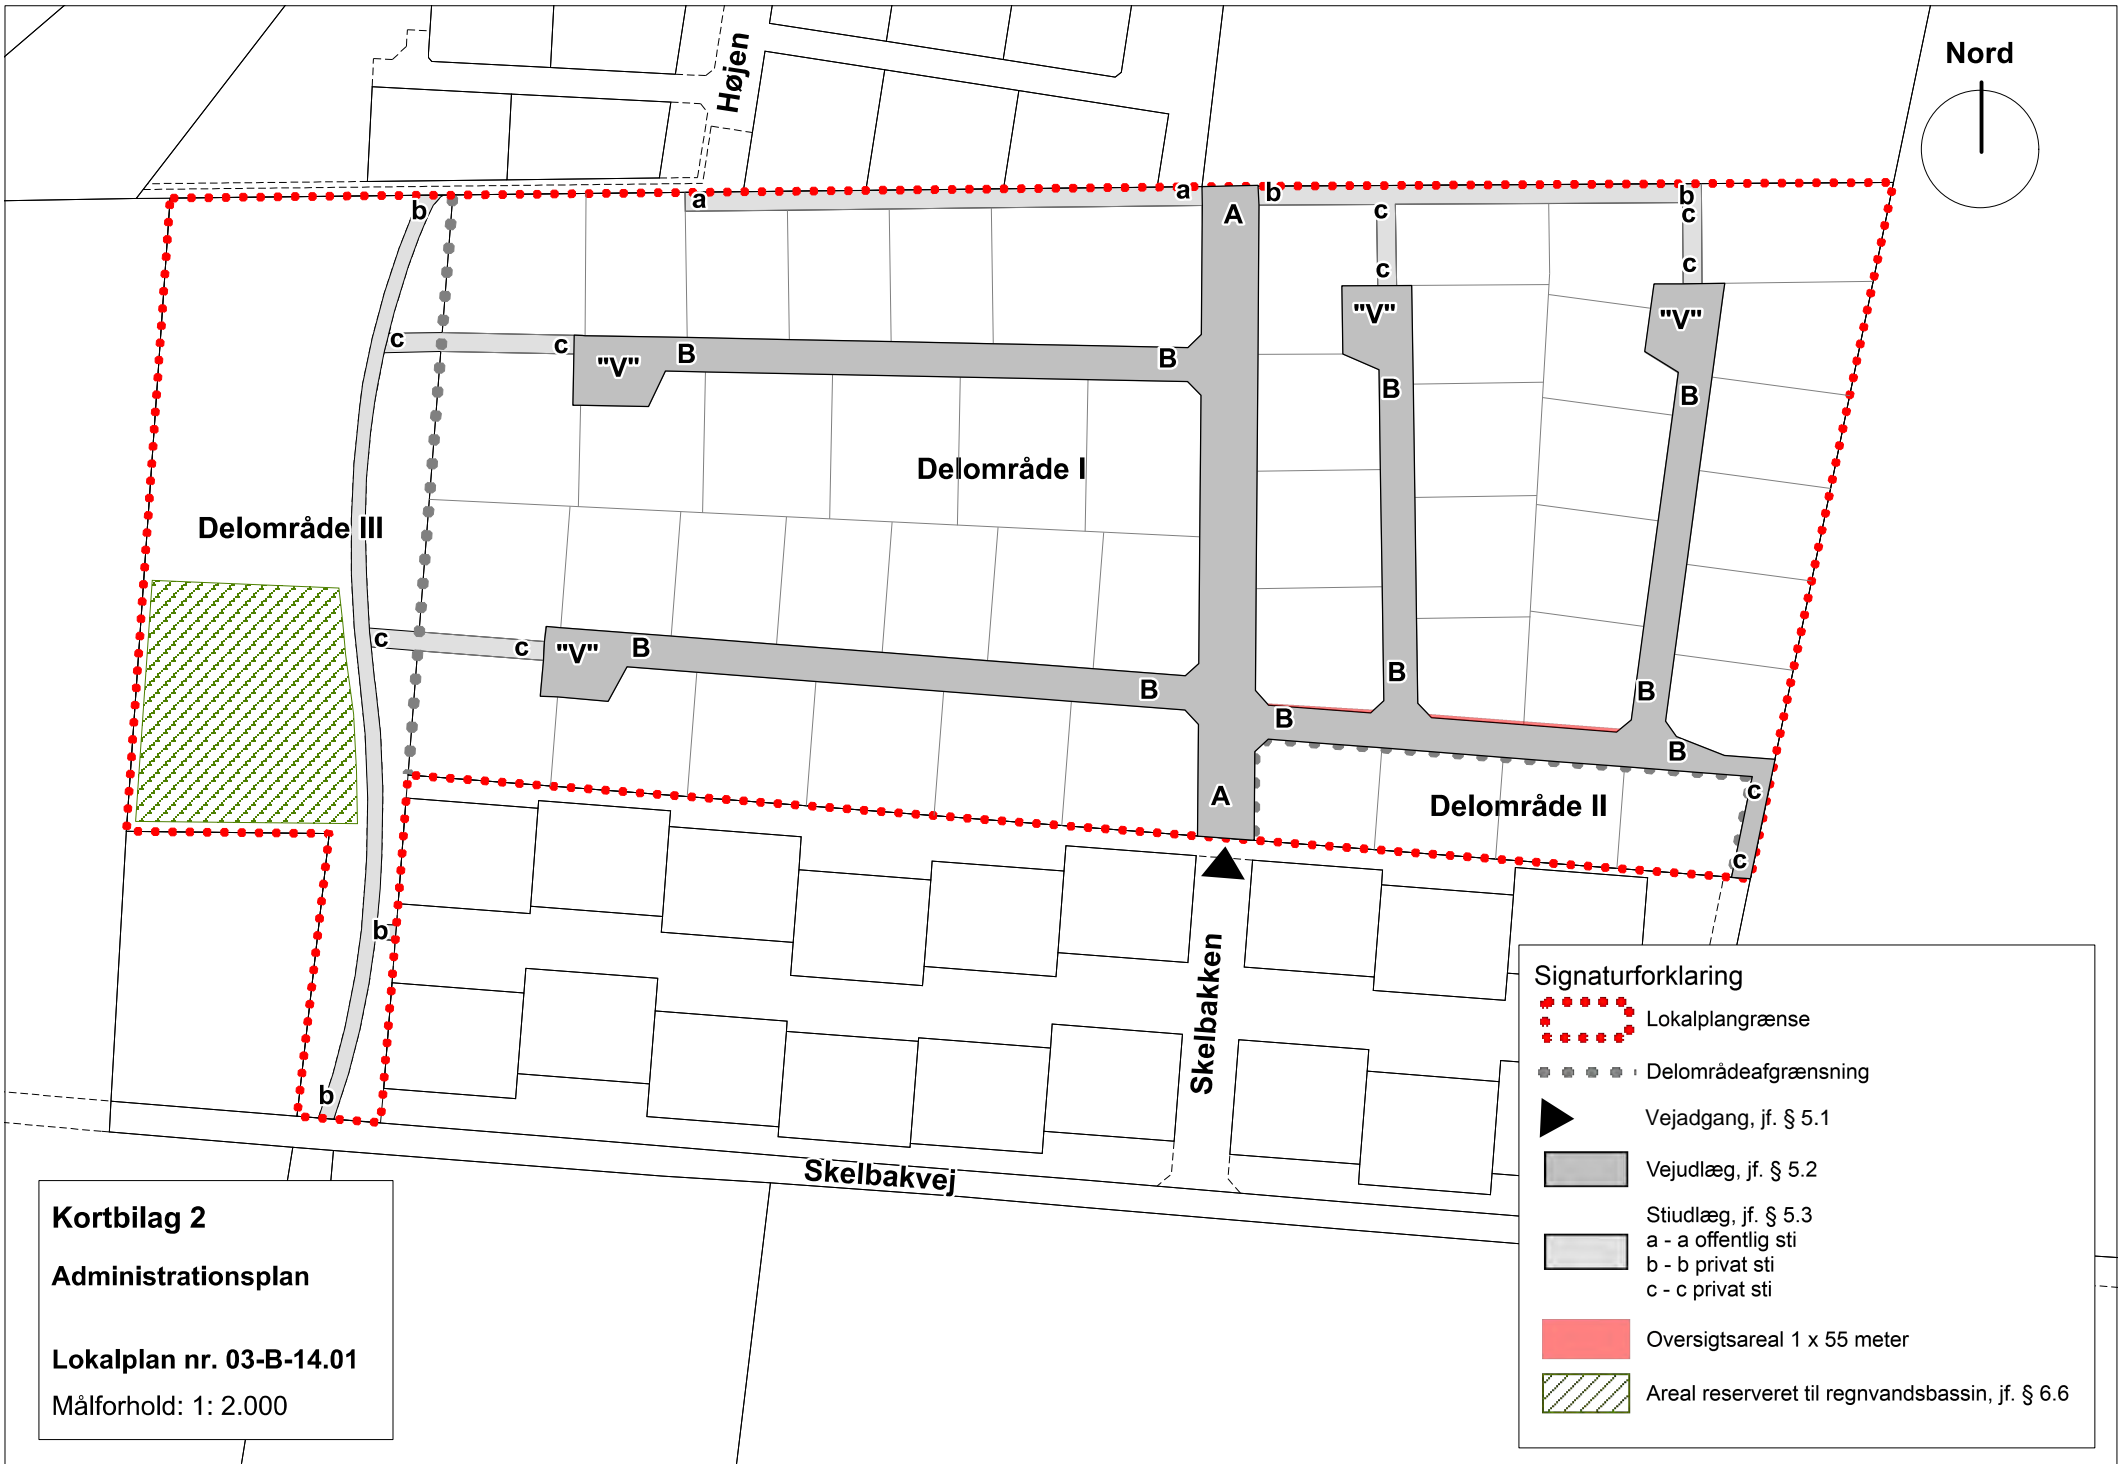 Nord
Højen
b
a
a
A
b
b
c
c
c
c
"V"
"V"
c
c
"V"
B
B
B
B
Delområde I
Delområde III
c
c
"V"
B
B
B
B
B
B
A
Delområde II
c
c
b
b
Skelbakken
Skelbakvej
Kortbilag 2
Administrationsplan
Lokalplan nr. 03-B-14.01
Målforhold: 1: 2.000
Signaturforklaring
Lokalplangrænse
Delområdeafgrænsning
Vejadgang, jf. § 5.1
Vejudlæg, jf. § 5.2
Stiudlæg, jf. § 5.3
a - a offentlig sti
b - b privat sti
c - c privat sti
Oversigtsareal 1 x 55 meter
Areal reserveret til regnvandsbassin, jf. § 6.6